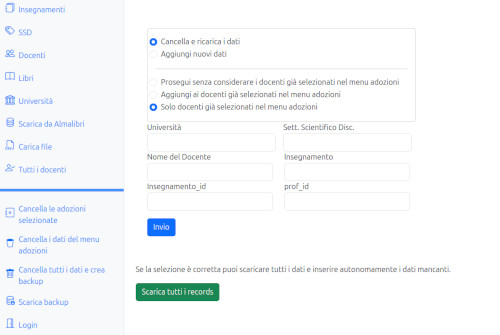 Insegnamenti
SSD
Docenti
Libri
Università
Scarica da Almalibri
Carica file
Tutti i docenti
Cancella le adozioni
selezionate
Cancella i dati del menu
adozioni
Cancella tutti i dati e crea
backup
Scarica backup
Login
Cancella e ricarica i dati
Aggiungi nuovi dati
Prosegui senza considerare i docenti già selezionati nel menu adozioni
Aggiungi ai docenti già selezionati nel menu adozioni
Solo docenti già selezionati nel menu adozioni
Università
Sett. Scientifico Disc.
Nome del Docente
Insegnamento
Insegnamento_id
prof_id
Invio
Se la selezione è corretta puoi scaricare tutti i dati e inserire autonomamente i dati mancanti.
Scarica tutti i records